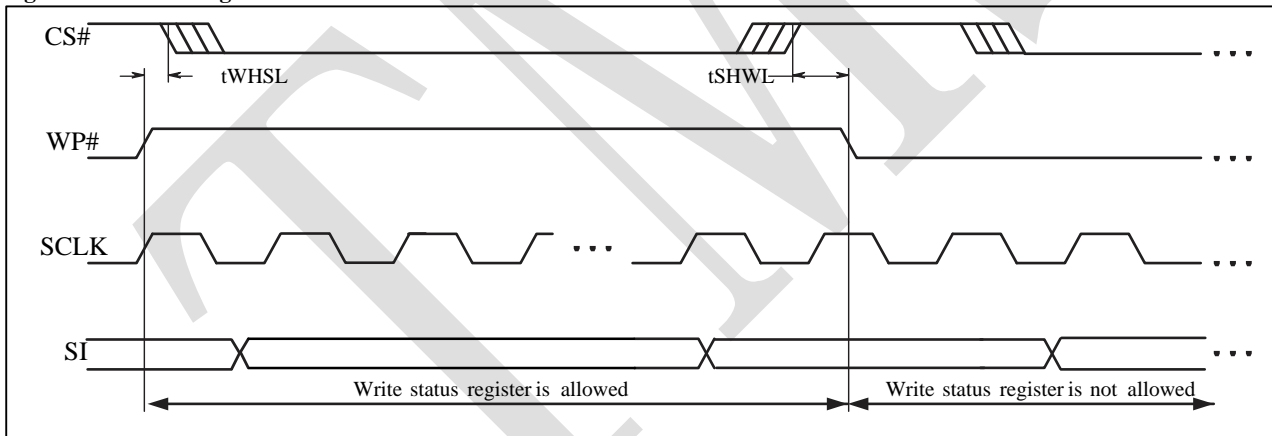 CS#
tWHSL
tSHWL
WP#
SCLK
SI
Write status register is allowed
Write status register is not allowed